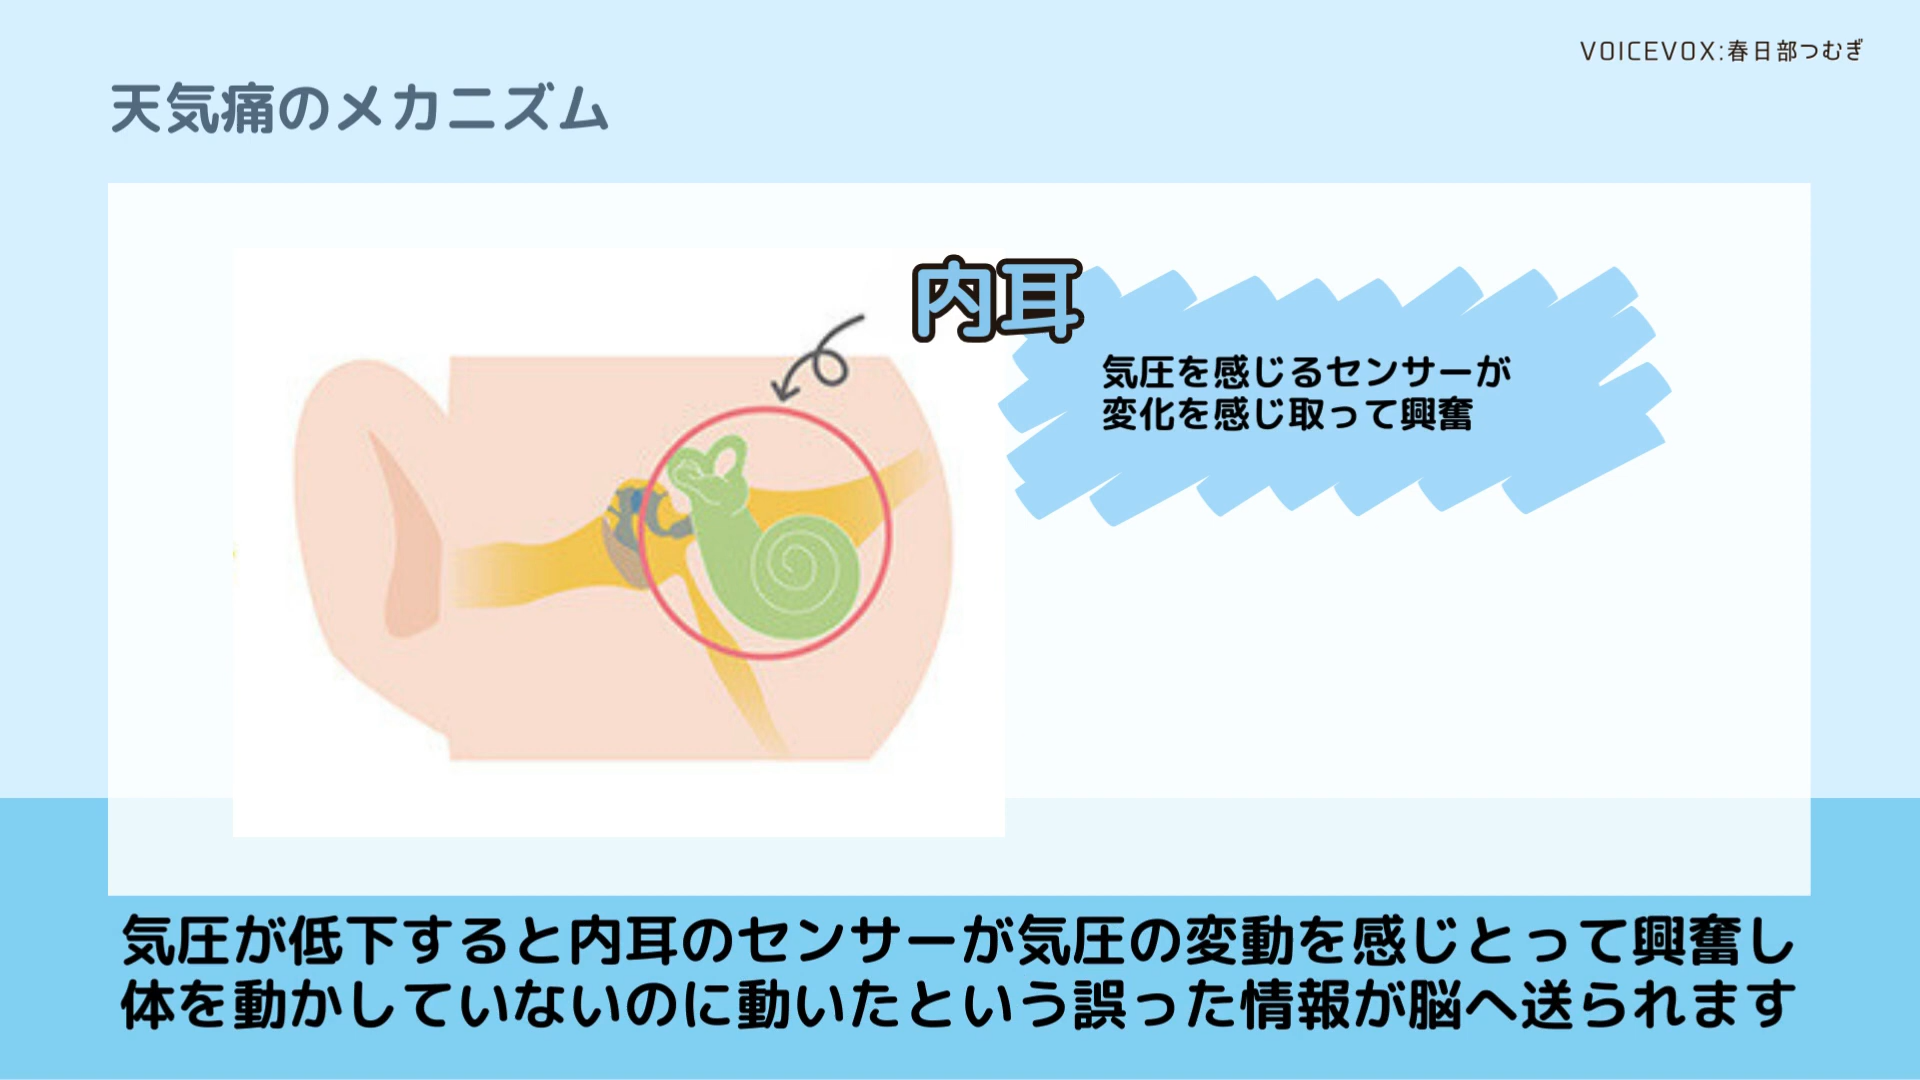 VOICEVOX:春日部つむぎ
天気痛のメカニズム
内耳
気圧を感じるセンサーが
変化を感じ取って興奮
気圧が低下すると内耳のセンサーが気圧の変動を感じとって興奮し
体を動かしていないのに動いたという誤った情報が脳へ送られます